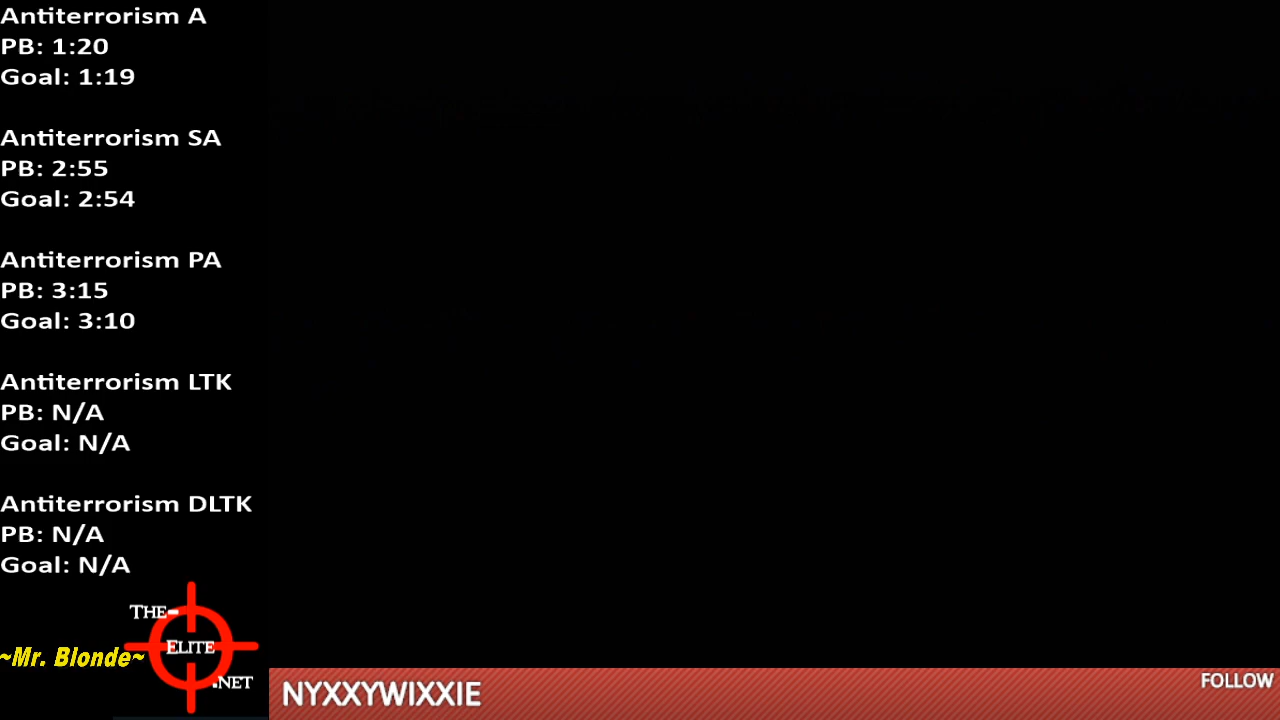 Antiterrorism A
PB: 1:20
Goal: 1:19
Antiterrorism SA
PB: 2:55
Goal: 2:54
Antiterrorism PA
PB: 3:15
Goal: 3:10
Antiterrorism LTK
PB: N/A
Goal: N/A
Antiterrorism DLTK
PB: N/A
Goal: N/A
THE-
ELITE
.NET
~Mr. Blonde~
NYXXYWIXXIE
FOLLOW